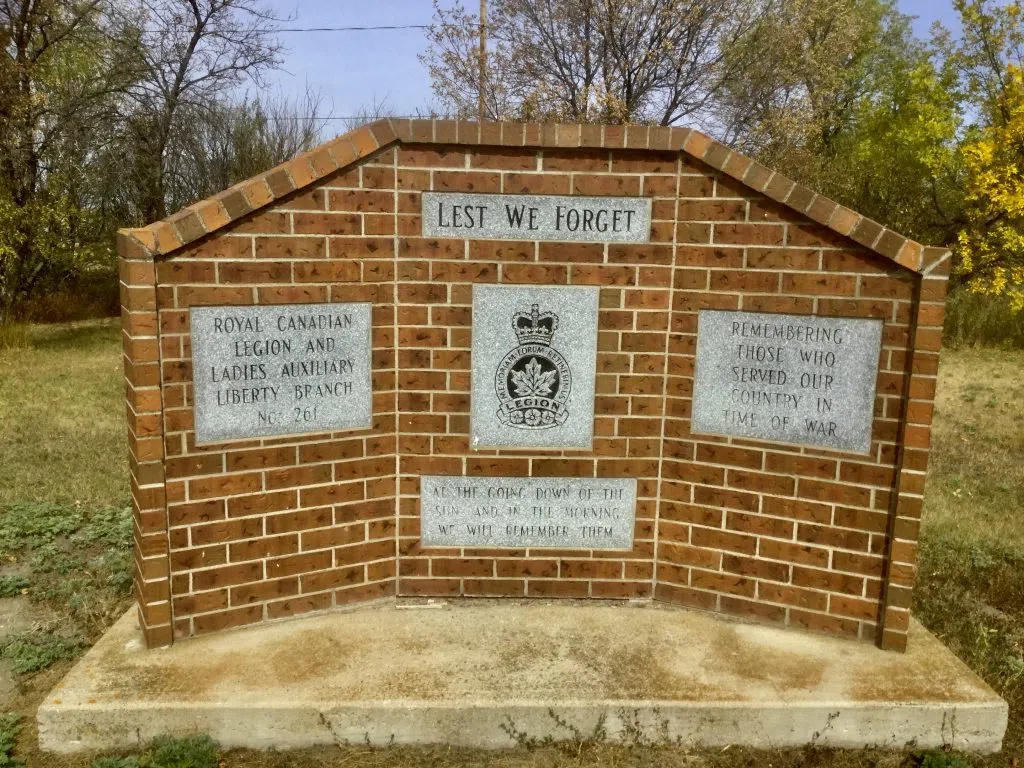 LEST WE FORGET
ROYAL CANADIAN
LEGION AND
LADIES AUXILIARY
LIBERTY BRANCH
No. 261
MEMORIAM EORUM RETINEBIMUS
LEGION
REMEMBERING
THOSE WHO
SERVED OUR
COUNTRY IN
TIME OF WAR
AT THE GOING DOWN OF THE
SUN AND IN THE MORNING
WE WILL REMEMBER THEM